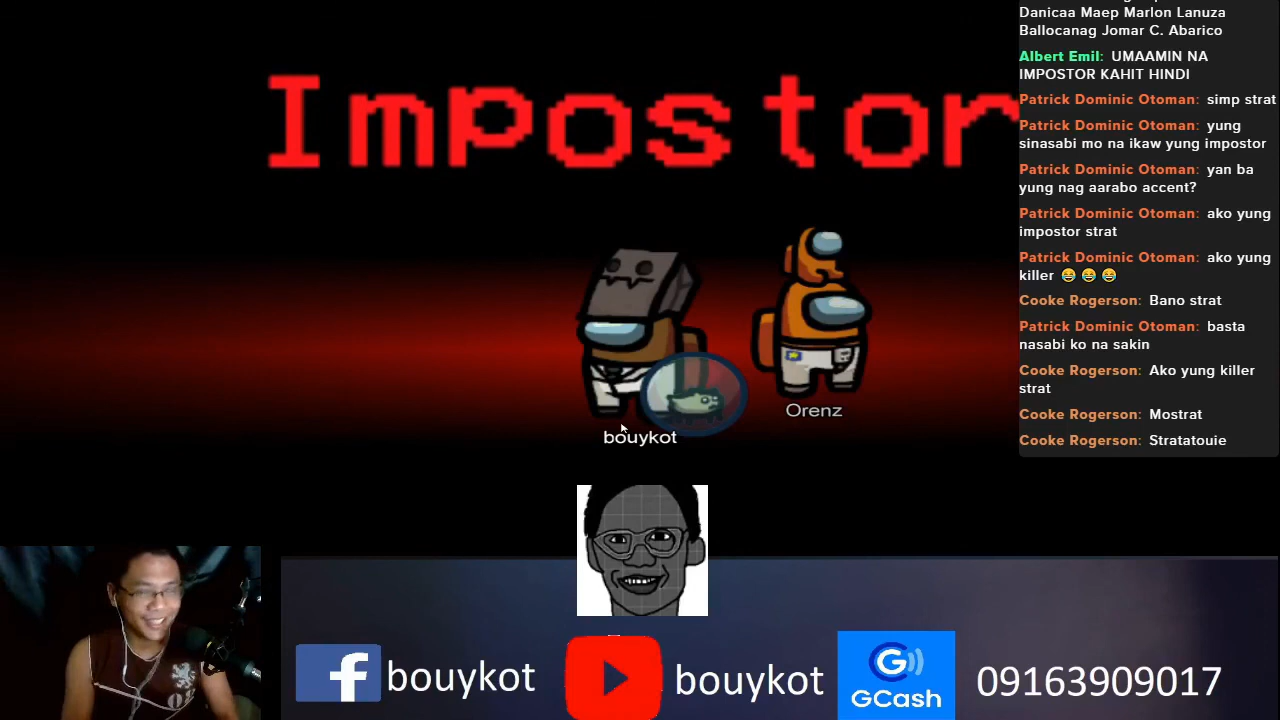 Danicaa Maep Marlon Lanuza
Ballocanag Jomar C. Abarico
Albert Emil: UMAAMIN NA
IMPOSTOR KAHIT HINDI
Patrick Dominic Otoman: simp strat
Patrick Dominic Otoman: yung
sinasabi mo na ikaw yung impostor
Patrick Dominic Otoman: yan ba
yung nag aarabo accent?
Patrick Dominic Otoman: ako yung
impostor strat
Patrick Dominic Otoman: ako yung
killer 😂 😂 😂
Cooke Rogerson: Bano strat
Patrick Dominic Otoman: basta
nasabi ko na sakin
Cooke Rogerson: Ako yung killer
strat
Cooke Rogerson: Mostrat
Cooke Rogerson: Stratatouie
Impostor
Orenz
bouykot
f bouykot
bouykot
G
GCash
09163909017